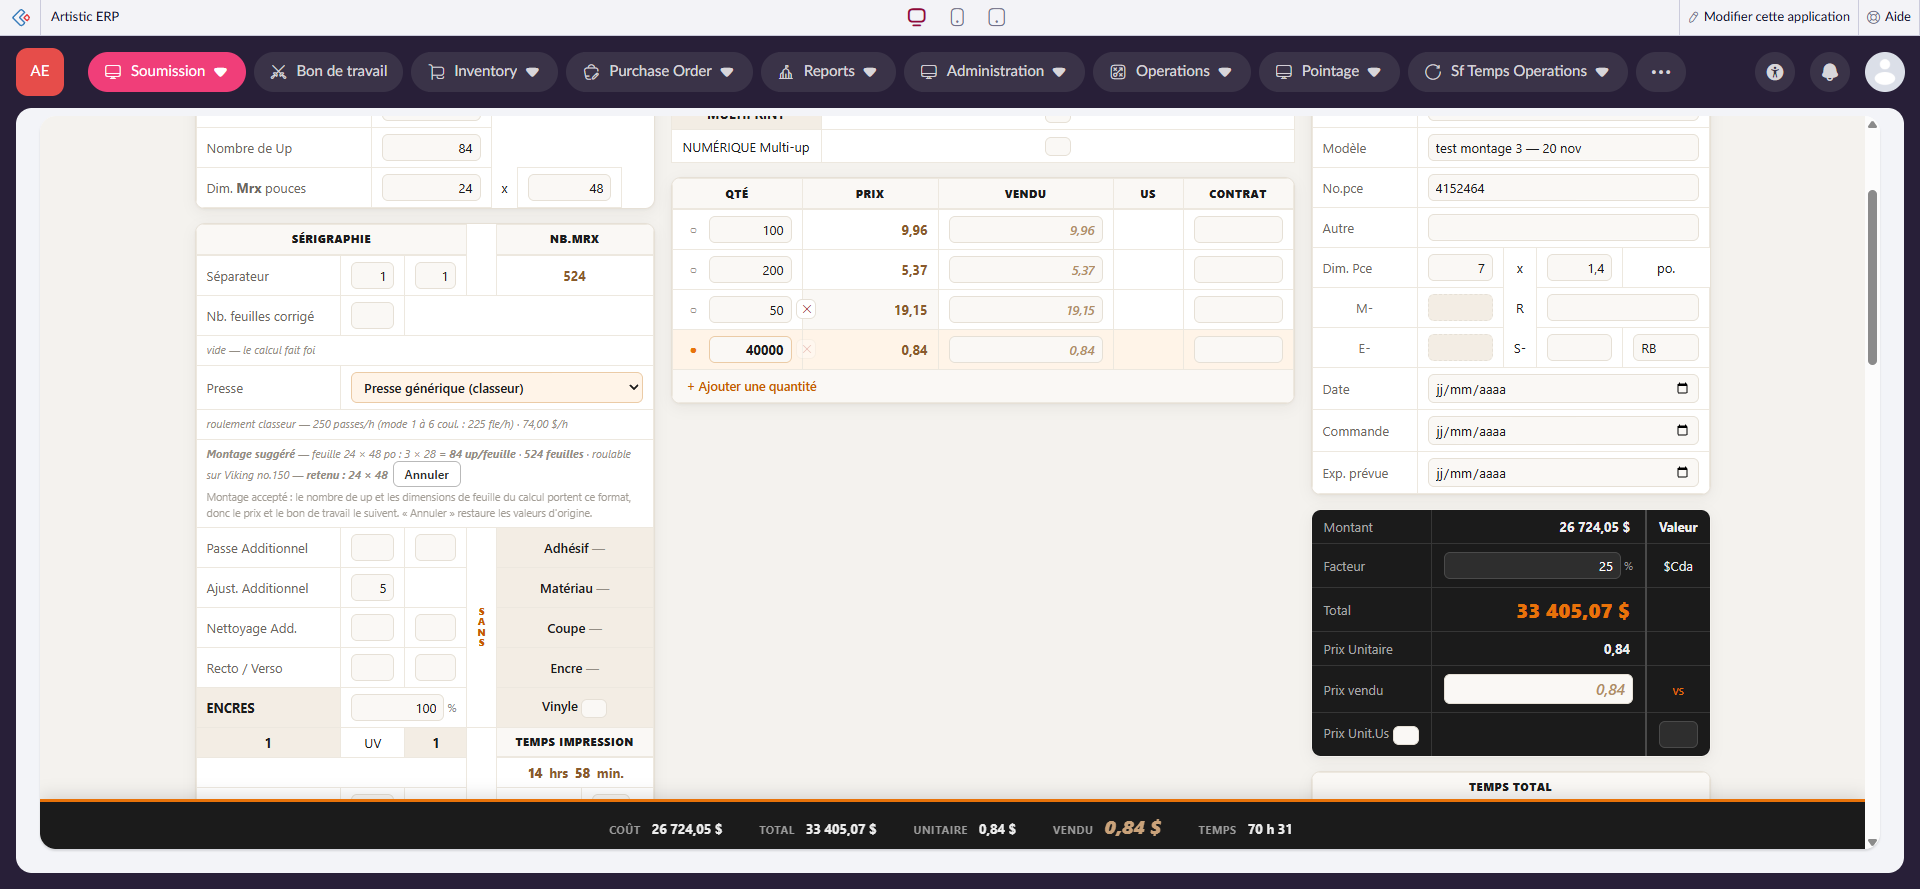 Artistic ERP
Modifier cette application
Aide
AE
Soumission
Bon de travail
Inventory
Purchase Order
Reports
Administration
Operations
Pointage
Sf Temps Operations
Nombre de Up 84
Dim. Mrx pouces 24 x 48
SÉRIGRAPHIE NB.MRX
Séparateur 1 1 524
Nb. feuilles corrigé
vide — le calcul fait foi
Presse Presse générique (classeur)
roulement classeur — 250 passes/h (mode 1 à 6 coul. : 225 fle/h) · 74,00 $/h
Montage suggéré — feuille 24 × 48 po : 3 × 28 = 84 up/feuille · 524 feuilles · roulable
sur Viking no.150 — retenu : 24 × 48 Annuler
Montage accepté : le nombre de up et les dimensions de feuille du calcul portent ce format,
donc le prix et le bon de travail le suivent. « Annuler » restaure les valeurs d'origine.
Passe Additionnel
Ajust. Additionnel 5
Nettoyage Add.
Recto / Verso
ENCRES 100 %
1 UV 1
SANS
Adhésif —
Matériau —
Coupe —
Encre —
Vinyle
TEMPS IMPRESSION
14 hrs 58 min.
MULTIPRINT
NUMÉRIQUE Multi-up
QTÉ PRIX VENDU US CONTRAT
100 9,96 9,96
200 5,37 5,37
50 19,15 19,15
40000 0,84 0,84
+ Ajouter une quantité
Modèle test montage 3 — 20 nov
No.pce 4152464
Autre
Dim. Pce 7 x 1,4 po.
M- R
E- S- RB
Date jj/mm/aaaa
Commande jj/mm/aaaa
Exp. prévue jj/mm/aaaa
Montant 26 724,05 $ Valeur
Facteur 25 % $Cda
Total 33 405,07 $
Prix Unitaire 0,84
Prix vendu 0,84 vs
Prix Unit.Us
TEMPS TOTAL
COÛT 26 724,05 $ TOTAL 33 405,07 $ UNITAIRE 0,84 $ VENDU 0,84 $ TEMPS 70 h 31